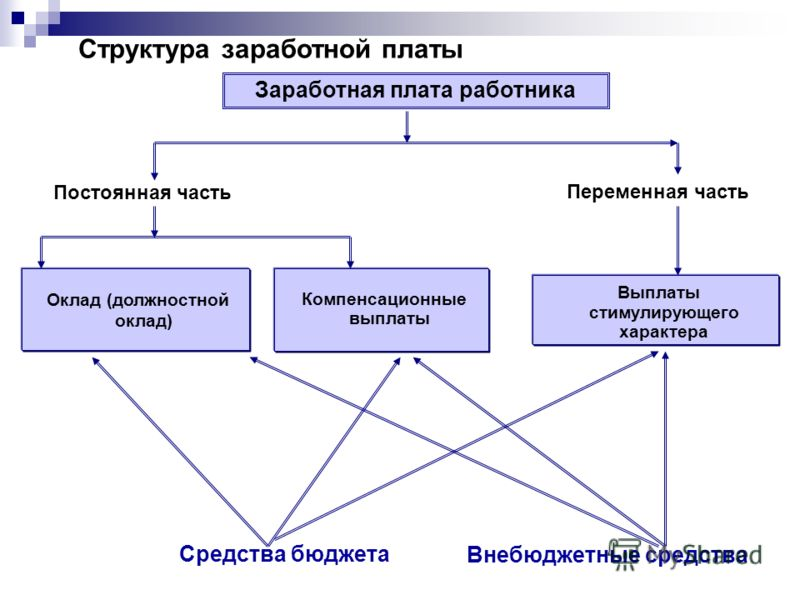 Структура заработной платы
Заработная плата работника
Постоянная часть
Переменная часть
Оклад (должностной
оклад)
Компенсационные
выплаты
Выплаты
стимулирующего
характера
Средства бюджета
Внебюджетные средства
MyShared